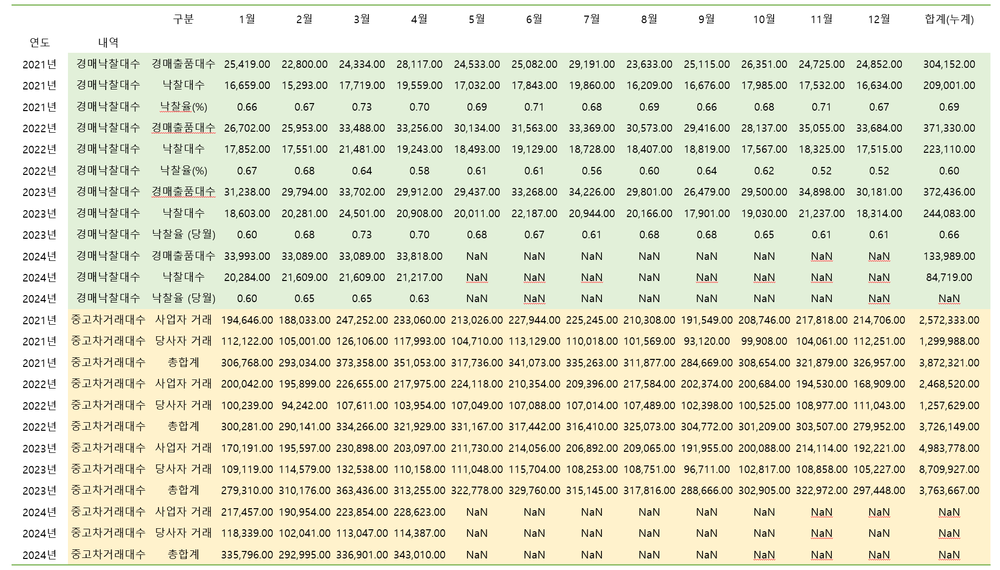 구분 1월 2월 3월 4월 5월 6월 7월 8월 9월 10월 11월 12월 합계(누계)
연도 내역
2021년 경매낙찰대수 경매출품대수 25,419.00 22,800.00 24,334.00 28,117.00 24,533.00 25,082.00 29,191.00 23,633.00 25,115.00 26,351.00 24,725.00 24,852.00 304,152.00
2021년 경매낙찰대수 낙찰대수 16,659.00 15,293.00 17,719.00 19,559.00 17,032.00 17,843.00 19,860.00 16,209.00 16,676.00 17,985.00 17,532.00 16,634.00 209,001.00
2021년 경매낙찰대수 낙찰율(%) 0.66 0.67 0.73 0.70 0.69 0.71 0.68 0.69 0.66 0.68 0.71 0.67 0.69
2022년 경매낙찰대수 경매출품대수 26,702.00 25,953.00 33,488.00 33,256.00 30,134.00 31,563.00 33,369.00 30,573.00 29,416.00 28,137.00 35,055.00 33,684.00 371,330.00
2022년 경매낙찰대수 낙찰대수 17,852.00 17,551.00 21,481.00 19,243.00 18,493.00 19,129.00 18,728.00 18,407.00 18,819.00 17,567.00 18,325.00 17,515.00 223,110.00
2022년 경매낙찰대수 낙찰율(%) 0.67 0.68 0.64 0.58 0.61 0.61 0.56 0.60 0.64 0.62 0.52 0.52 0.60
2023년 경매낙찰대수 경매출품대수 31,238.00 29,794.00 33,702.00 29,912.00 29,437.00 33,268.00 34,226.00 29,801.00 26,479.00 29,500.00 34,898.00 30,181.00 372,436.00
2023년 경매낙찰대수 낙찰대수 18,603.00 20,281.00 24,501.00 20,908.00 20,011.00 22,187.00 20,944.00 20,166.00 17,901.00 19,030.00 21,237.00 18,314.00 244,083.00
2023년 경매낙찰대수 낙찰율 (당월) 0.60 0.68 0.73 0.70 0.68 0.67 0.61 0.68 0.68 0.65 0.61 0.61 0.66
2024년 경매낙찰대수 경매출품대수 33,993.00 33,089.00 33,089.00 33,818.00 NaN NaN NaN NaN NaN NaN NaN NaN 133,989.00
2024년 경매낙찰대수 낙찰대수 20,284.00 21,609.00 21,609.00 21,217.00 NaN NaN NaN NaN NaN NaN NaN NaN 84,719.00
2024년 경매낙찰대수 낙찰율 (당월) 0.60 0.65 0.65 0.63 NaN NaN NaN NaN NaN NaN NaN NaN NaN
2021년 중고차거래대수 사업자 거래 194,646.00 188,033.00 247,252.00 233,060.00 213,026.00 227,944.00 225,245.00 210,308.00 191,549.00 208,746.00 217,818.00 214,706.00 2,572,333.00
2021년 중고차거래대수 당사자 거래 112,122.00 105,001.00 126,106.00 117,993.00 104,710.00 113,129.00 110,018.00 101,569.00 93,120.00 99,908.00 104,061.00 112,251.00 1,299,988.00
2021년 중고차거래대수 총합계 306,768.00 293,034.00 373,358.00 351,053.00 317,736.00 341,073.00 335,263.00 311,877.00 284,669.00 308,654.00 321,879.00 326,957.00 3,872,321.00
2022년 중고차거래대수 사업자 거래 200,042.00 195,899.00 226,655.00 217,975.00 224,118.00 210,354.00 209,396.00 217,584.00 202,374.00 200,684.00 194,530.00 168,909.00 2,468,520.00
2022년 중고차거래대수 당사자 거래 100,239.00 94,242.00 107,611.00 103,954.00 107,049.00 107,088.00 107,014.00 107,489.00 102,398.00 100,525.00 108,977.00 111,043.00 1,257,629.00
2022년 중고차거래대수 총합계 300,281.00 290,141.00 334,266.00 321,929.00 331,167.00 317,442.00 316,410.00 325,073.00 304,772.00 301,209.00 303,507.00 279,952.00 3,726,149.00
2023년 중고차거래대수 사업자 거래 170,191.00 195,597.00 230,898.00 203,097.00 211,730.00 214,056.00 206,892.00 209,065.00 191,955.00 200,088.00 214,114.00 192,221.00 4,983,778.00
2023년 중고차거래대수 당사자 거래 109,119.00 114,579.00 132,538.00 110,158.00 111,048.00 115,704.00 108,253.00 108,751.00 96,711.00 102,817.00 108,858.00 105,227.00 8,709,927.00
2023년 중고차거래대수 총합계 279,310.00 310,176.00 363,436.00 313,255.00 322,778.00 329,760.00 315,145.00 317,816.00 288,666.00 302,905.00 322,972.00 297,448.00 3,763,667.00
2024년 중고차거래대수 사업자 거래 217,457.00 190,954.00 223,854.00 228,623.00 NaN NaN NaN NaN NaN NaN NaN NaN NaN
2024년 중고차거래대수 당사자 거래 118,339.00 102,041.00 113,047.00 114,387.00 NaN NaN NaN NaN NaN NaN NaN NaN NaN
2024년 중고차거래대수 총합계 335,796.00 292,995.00 336,901.00 343,010.00 NaN NaN NaN NaN NaN NaN NaN NaN NaN